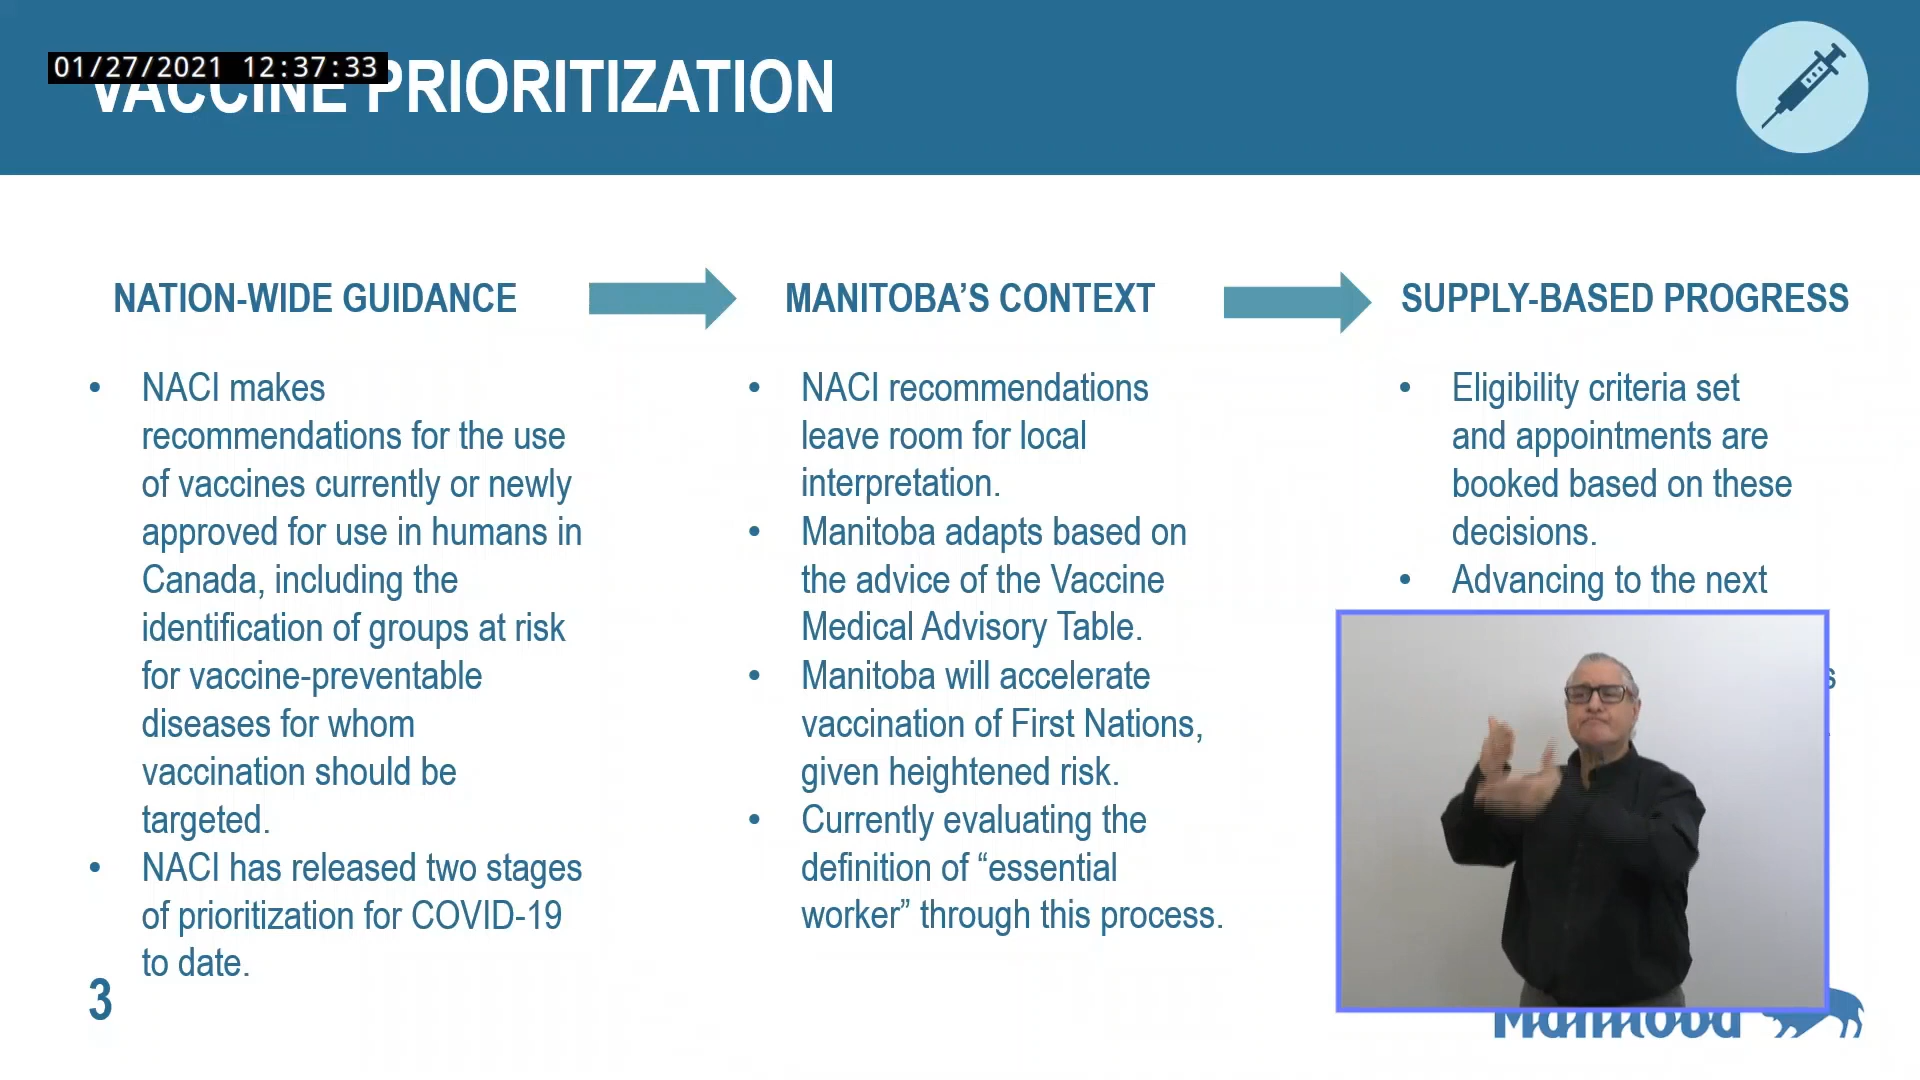 01/27/2021 12:37:33
VACCINE PRIORITIZATION
NATION-WIDE GUIDANCE
• NACI makes
recommendations for the use
of vaccines currently or newly
approved for use in humans in
Canada, including the
identification of groups at risk
for vaccine-preventable
diseases for whom
vaccination should be
targeted.
• NACI has released two stages
of prioritization for COVID-19
to date.
MANITOBA’S CONTEXT
• NACI recommendations
leave room for local
interpretation.
• Manitoba adapts based on
the advice of the Vaccine
Medical Advisory Table.
• Manitoba will accelerate
vaccination of First Nations,
given heightened risk.
• Currently evaluating the
definition of “essential
worker” through this process.
SUPPLY-BASED PROGRESS
• Eligibility criteria set
and appointments are
booked based on these
decisions.
• Advancing to the next
3
Manitoba